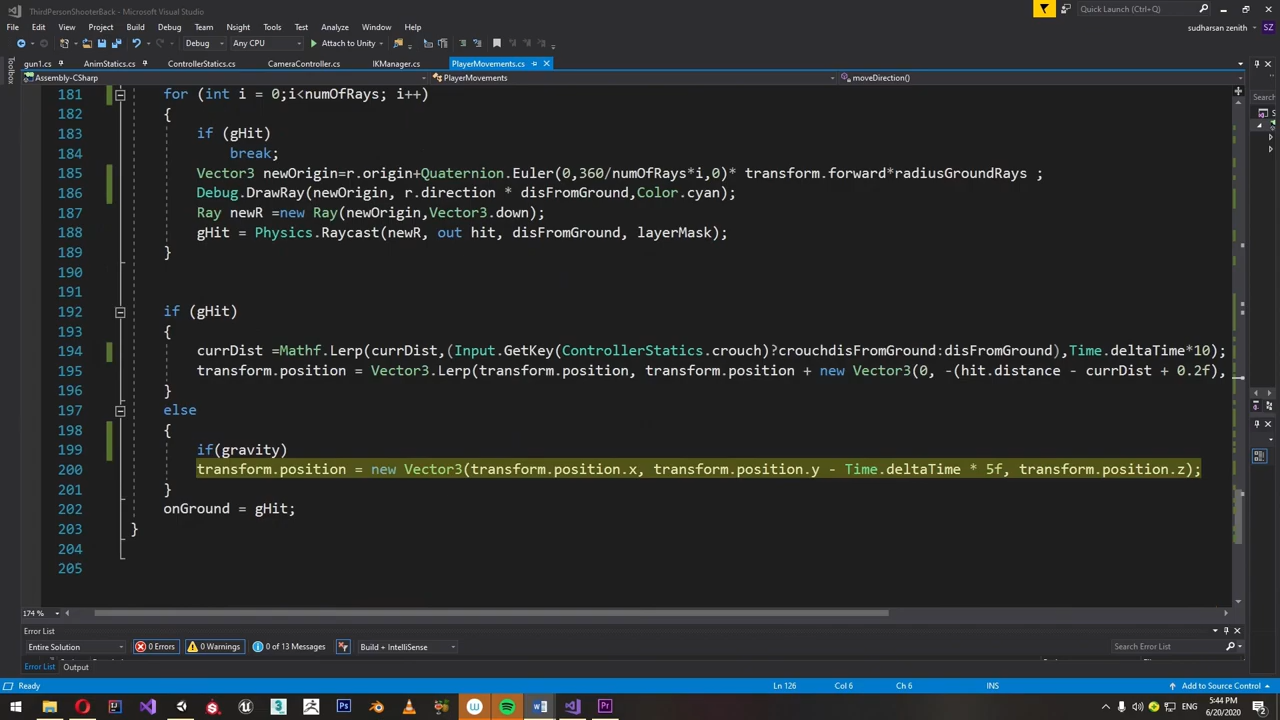 ThirdPersonShooterBack - Microsoft Visual Studio
Quick Launch (Ctrl+Q)
File Edit View Project Build Debug Team Tools Test Analyze Window Help
sudharsan zenith SZ
Debug Any CPU Attach to Unity
Toolbox
gun1.cs AnimStatics.cs ControllerStatics.cs CameraController.cs IKManager.cs PlayerMovements.cs
Assembly-CSharp PlayerMovements moveDirection()
181 for (int i = 0;i<numOfRays; i++)
182 {
183 if (gHit)
184 break;
185 Vector3 newOrigin=r.origin+Quaternion.Euler(0,360/numOfRays*i,0)* transform.forward*radiusGroundRays ;
186 Debug.DrawRay(newOrigin, r.direction * disFromGround,Color.cyan);
187 Ray newR =new Ray(newOrigin,Vector3.down);
188 gHit = Physics.Raycast(newR, out hit, disFromGround, layerMask);
189 }
190
191
192 if (gHit)
193 {
194 currDist =Mathf.Lerp(currDist,(Input.GetKey(ControllerStatics.crouch)?crouchdisFromGround:disFromGround),Time.deltaTime*10);
195 transform.position = Vector3.Lerp(transform.position, transform.position + new Vector3(0, -(hit.distance - currDist + 0.2f),
196 }
197 else
198 {
199 if(gravity)
200 transform.position = new Vector3(transform.position.x, transform.position.y - Time.deltaTime * 5f, transform.position.z);
201 }
202 onGround = gHit;
203 }
204
205
174 %
Error List
Entire Solution 0 Errors 0 Warnings 0 of 13 Messages Build + IntelliSense Search Error List
Error List Output
Ready Ln 126 Col 6 Ch 6 INS Add to Source Control
ENG 5:44 PM
6/20/2020